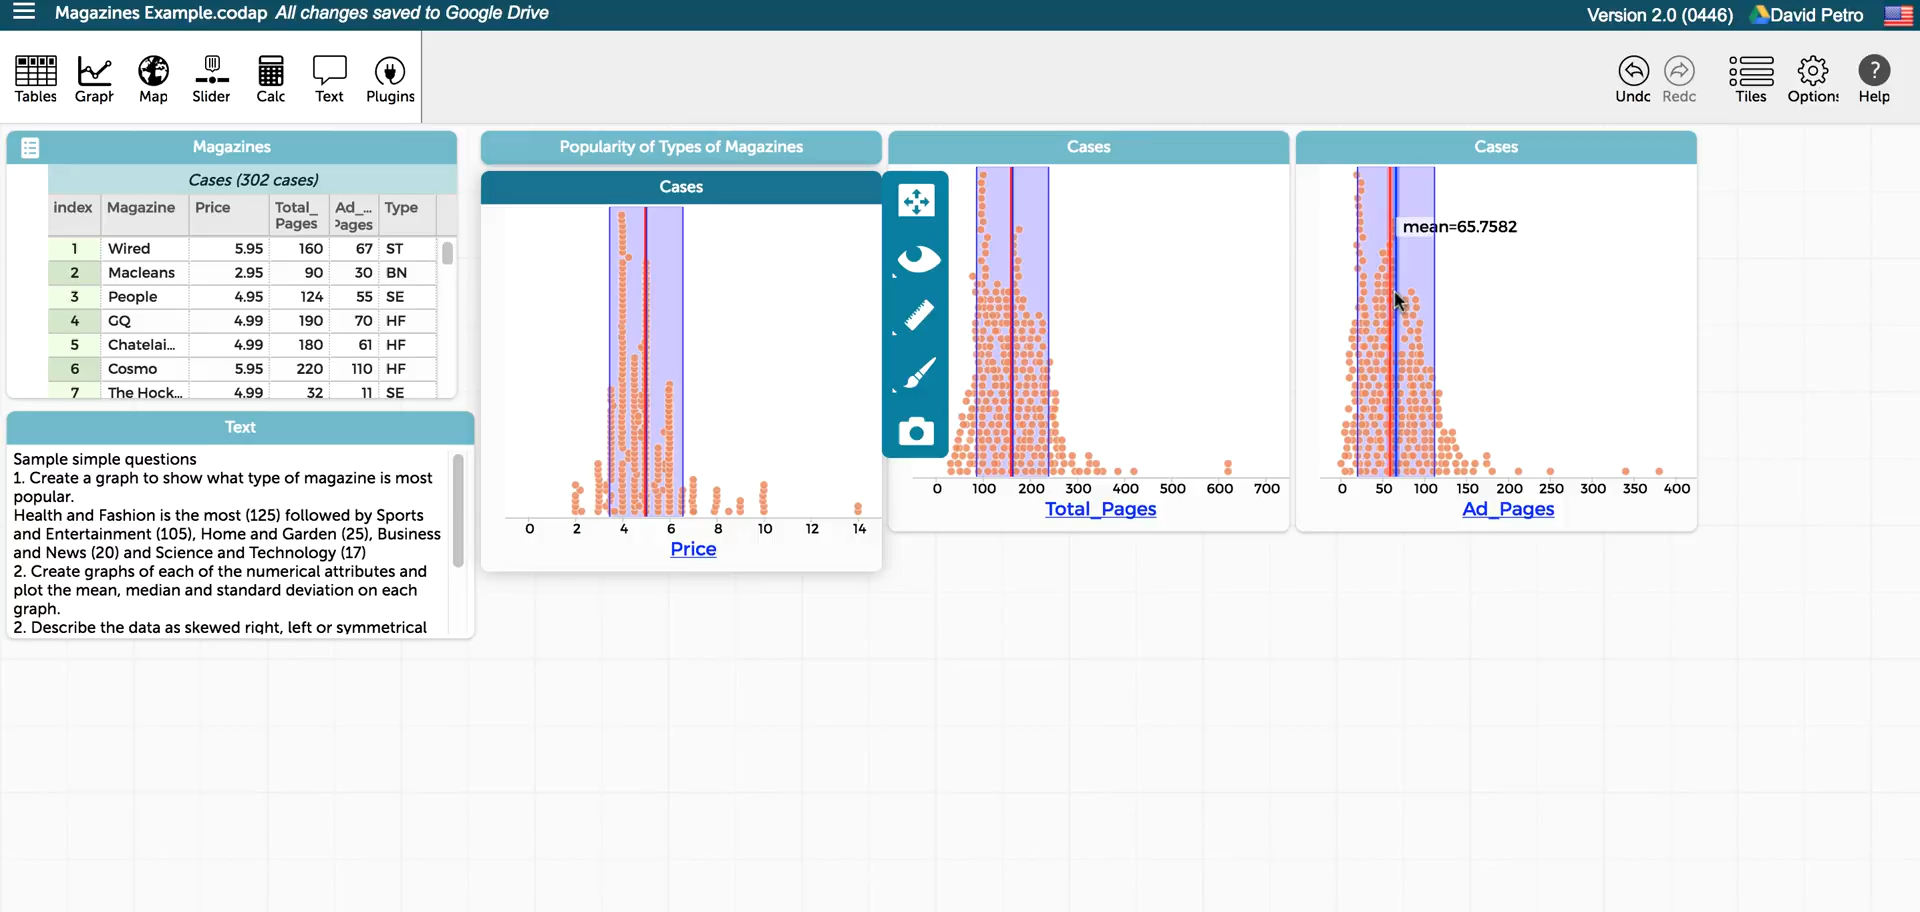 Magazines Example.codap All changes saved to Google Drive
Version 2.0 (0446) David Petro
Tables Graph Map Slider Calc Text Plugins
Undo Redo Tiles Options Help
Magazines
Cases (302 cases)
index Magazine Price Total_ Pages Ad_... Pages Type
1 Wired 5.95 160 67 ST
2 Macleans 2.95 90 30 BN
3 People 4.95 124 55 SE
4 GQ 4.99 190 70 HF
5 Chatelai... 4.99 180 61 HF
6 Cosmo 5.95 220 110 HF
7 The Hock... 4.99 32 11 SE
Text
Sample simple questions
1. Create a graph to show what type of magazine is most
popular.
Health and Fashion is the most (125) followed by Sports
and Entertainment (105), Home and Garden (25), Business
and News (20) and Science and Technology (17)
2. Create graphs of each of the numerical attributes and
plot the mean, median and standard deviation on each
graph.
2. Describe the data as skewed right, left or symmetrical
Popularity of Types of Magazines
Cases
0 2 4 6 8 10 12 14
Price
Cases
0 100 200 300 400 500 600 700
Total_Pages
Cases
mean=65.7582
0 50 100 150 200 250 300 350 400
Ad_Pages